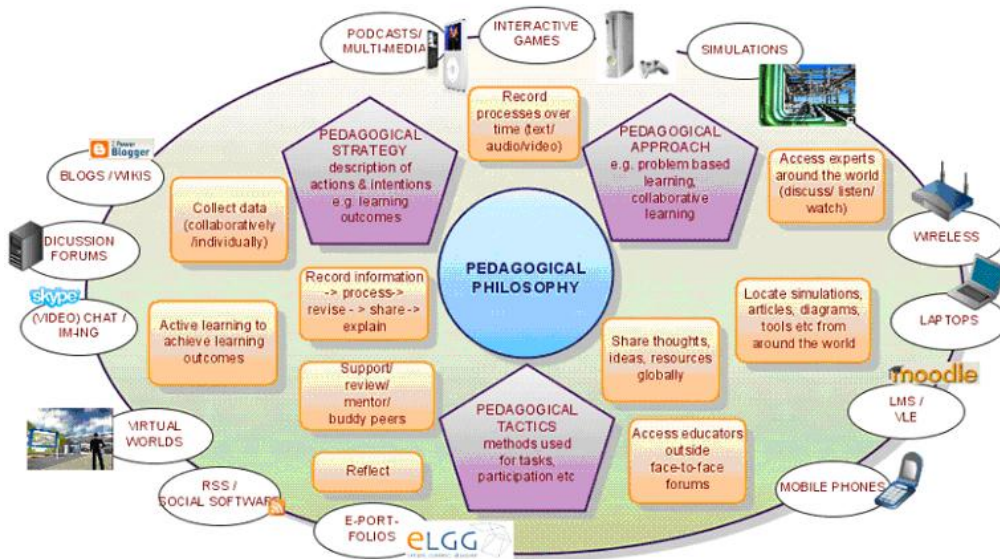 PODCASTS/
MULTI-MEDIA
INTERACTIVE
GAMES
SIMULATIONS
Record
processes over
time (text/
audio/video)
PEDAGOGICAL
STRATEGY
description of
actions & intentions
e.g. learning
outcomes
PEDAGOGICAL
APPROACH
e.g. problem based
learning,
collaborative
learning
Power
Blogger
BLOGS / WIKIS
Access experts
around the world
(discuss/ listen/
watch)
Collect data
(collaboratively
/individually)
DICUSSION
FORUMS
WIRELESS
PEDAGOGICAL
PHILOSOPHY
Record information
-> process->
revise - > share ->
explain
skype
(VIDEO) CHAT /
IM-ING
Locate simulations,
articles, diagrams,
tools etc from
around the world
LAPTOPS
Active learning to
achieve learning
outcomes
Share thoughts,
ideas, resources
globally
moodle
LMS /
VLE
Support/
review/
mentor/
buddy peers
PEDAGOGICAL
TACTICS
methods used
for tasks,
participation etc
VIRTUAL
WORLDS
Access educators
outside
face-to-face
forums
Reflect
MOBILE PHONES
RSS /
SOCIAL SOFTWARE
E-PORT-
FOLIOS
eLGG